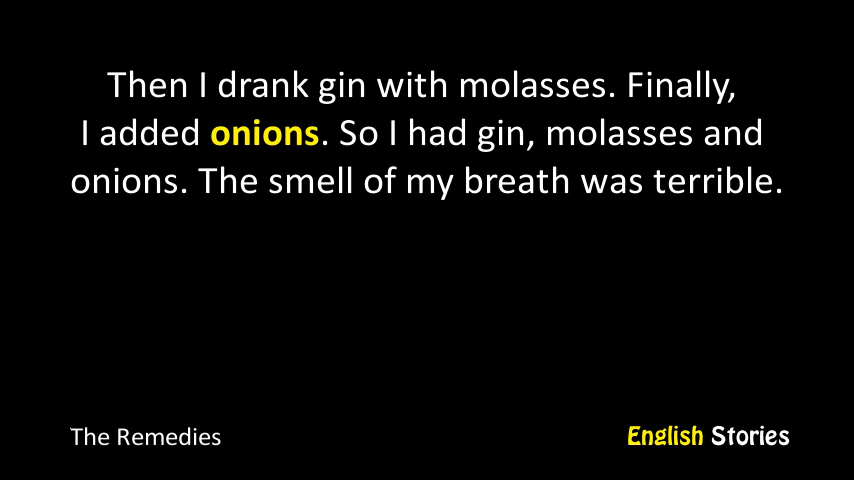 Then I drank gin with molasses. Finally,
I added onions. So I had gin, molasses and
onions. The smell of my breath was terrible.
The Remedies
English Stories